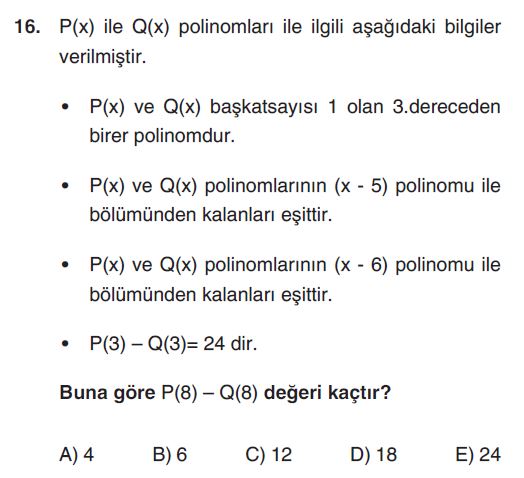 16. P(x) ile Q(x) polinomları ile ilgili aşağıdaki bilgiler
verilmiştir.
• P(x) ve Q(x) başkatsayısı 1 olan 3.dereceden
birer polinomdur.
• P(x) ve Q(x) polinomlarının (x - 5) polinomu ile
bölümünden kalanları eşittir.
• P(x) ve Q(x) polinomlarının (x - 6) polinomu ile
bölümünden kalanları eşittir.
• P(3) – Q(3)= 24 dir.
Buna göre P(8) – Q(8) değeri kaçtır?
A) 4 B) 6 C) 12 D) 18 E) 24